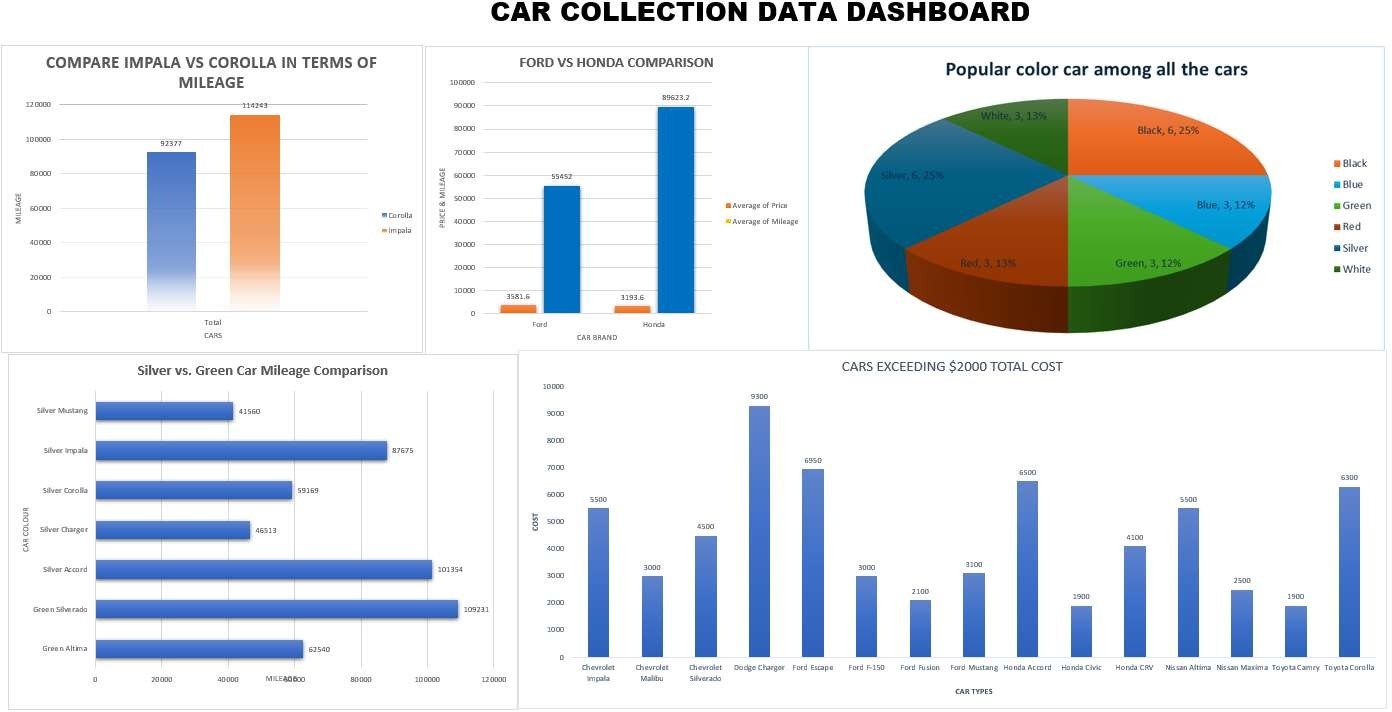 CAR COLLECTION DATA DASHBOARD
COMPARE IMPALA VS COROLLA IN TERMS OF
MILEAGE
120000
100000
80000
60000
40000
20000
0
MILEAGE
92377
114243
Total
CARS
Corolla
impala
FORD VS HONDA COMPARISON
100000
90000
80000
70000
60000
50000
40000
30000
20000
10000
0
PRICE & MILEAGE
3581.6
55452
3193.6
89623.2
Ford
Honda
CAR BRAND
Average of Price
Average of Mileage
Popular color car among all the cars
White, 3, 13%
Black, 6, 25%
Silver, 6, 25%
Blue, 3, 12%
Red, 3, 13%
Green, 3, 12%
Black
Blue
Green
Red
Silver
White
Silver vs. Green Car Mileage Comparison
CAR COLOUR
Silver Mustang
41560
Silver Impala
87675
Silver Corolla
59169
Silver Charger
46513
Silver Accord
101354
Green Silverado
109231
Green Altima
62540
0
20000
40000
60000
80000
100000
120000
MILEAGE
CARS EXCEEDING $2000 TOTAL COST
10000
9000
8000
7000
6000
5000
4000
3000
2000
1000
0
COST
5500
3000
4500
9300
6950
3000
2100
3100
6500
1900
4100
5500
2500
1900
6300
Chevrolet
Impala
Chevrolet
Malibu
Chevrolet
Silverado
Dodge Charger
Ford Escape
Ford F-150
Ford Fusion
Ford Mustang
Honda Accord
Honda Civic
Honda CRV
Nissan Altima
Nissan Maxima
Toyota Camry
Toyota Corolla
CAR TYPES